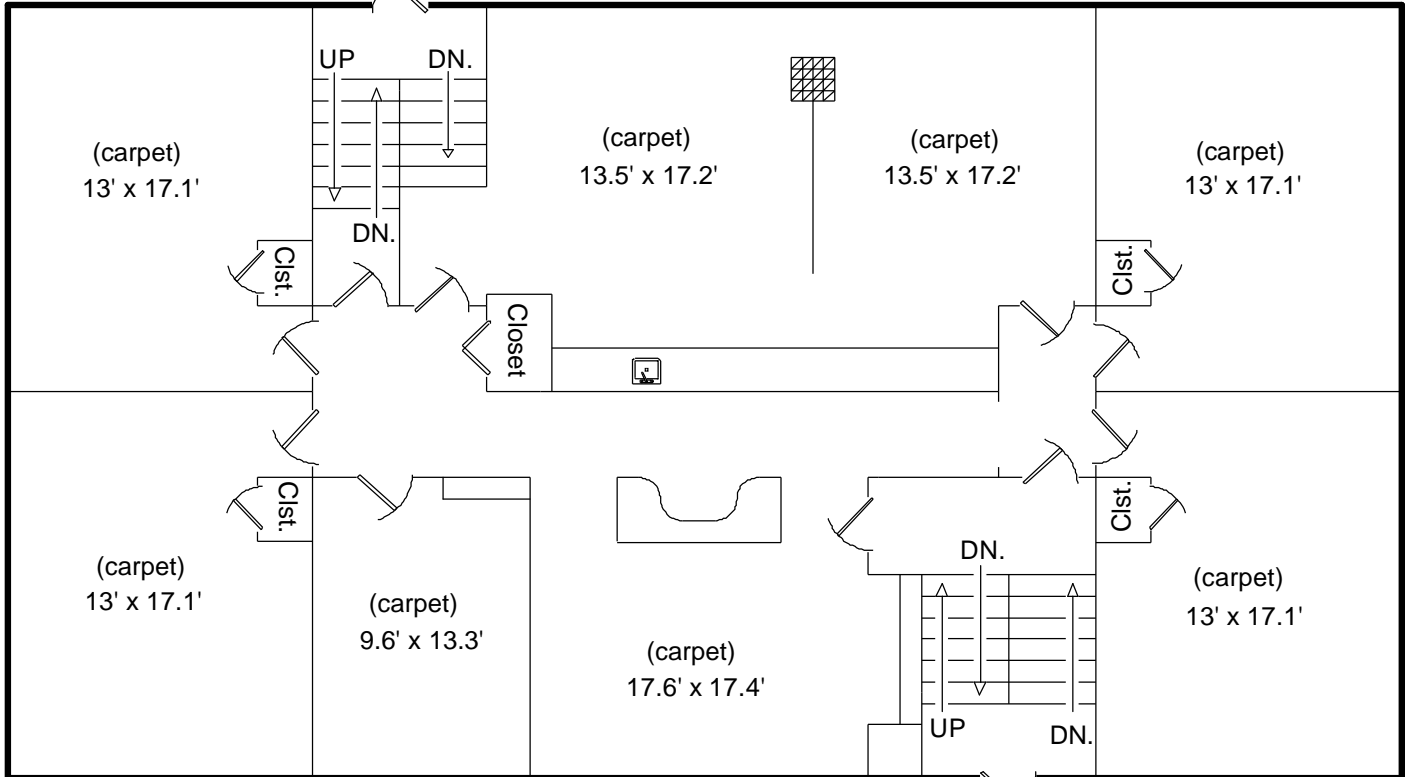 UP
DN.
(carpet)
13' x 17.1'
(carpet)
13.5' x 17.2'
(carpet)
13.5' x 17.2'
(carpet)
13' x 17.1'
DN.
Clst.
Clst.
Closet
Clst.
Clst.
(carpet)
13' x 17.1'
(carpet)
9.6' x 13.3'
(carpet)
17.6' x 17.4'
DN.
(carpet)
13' x 17.1'
UP
DN.